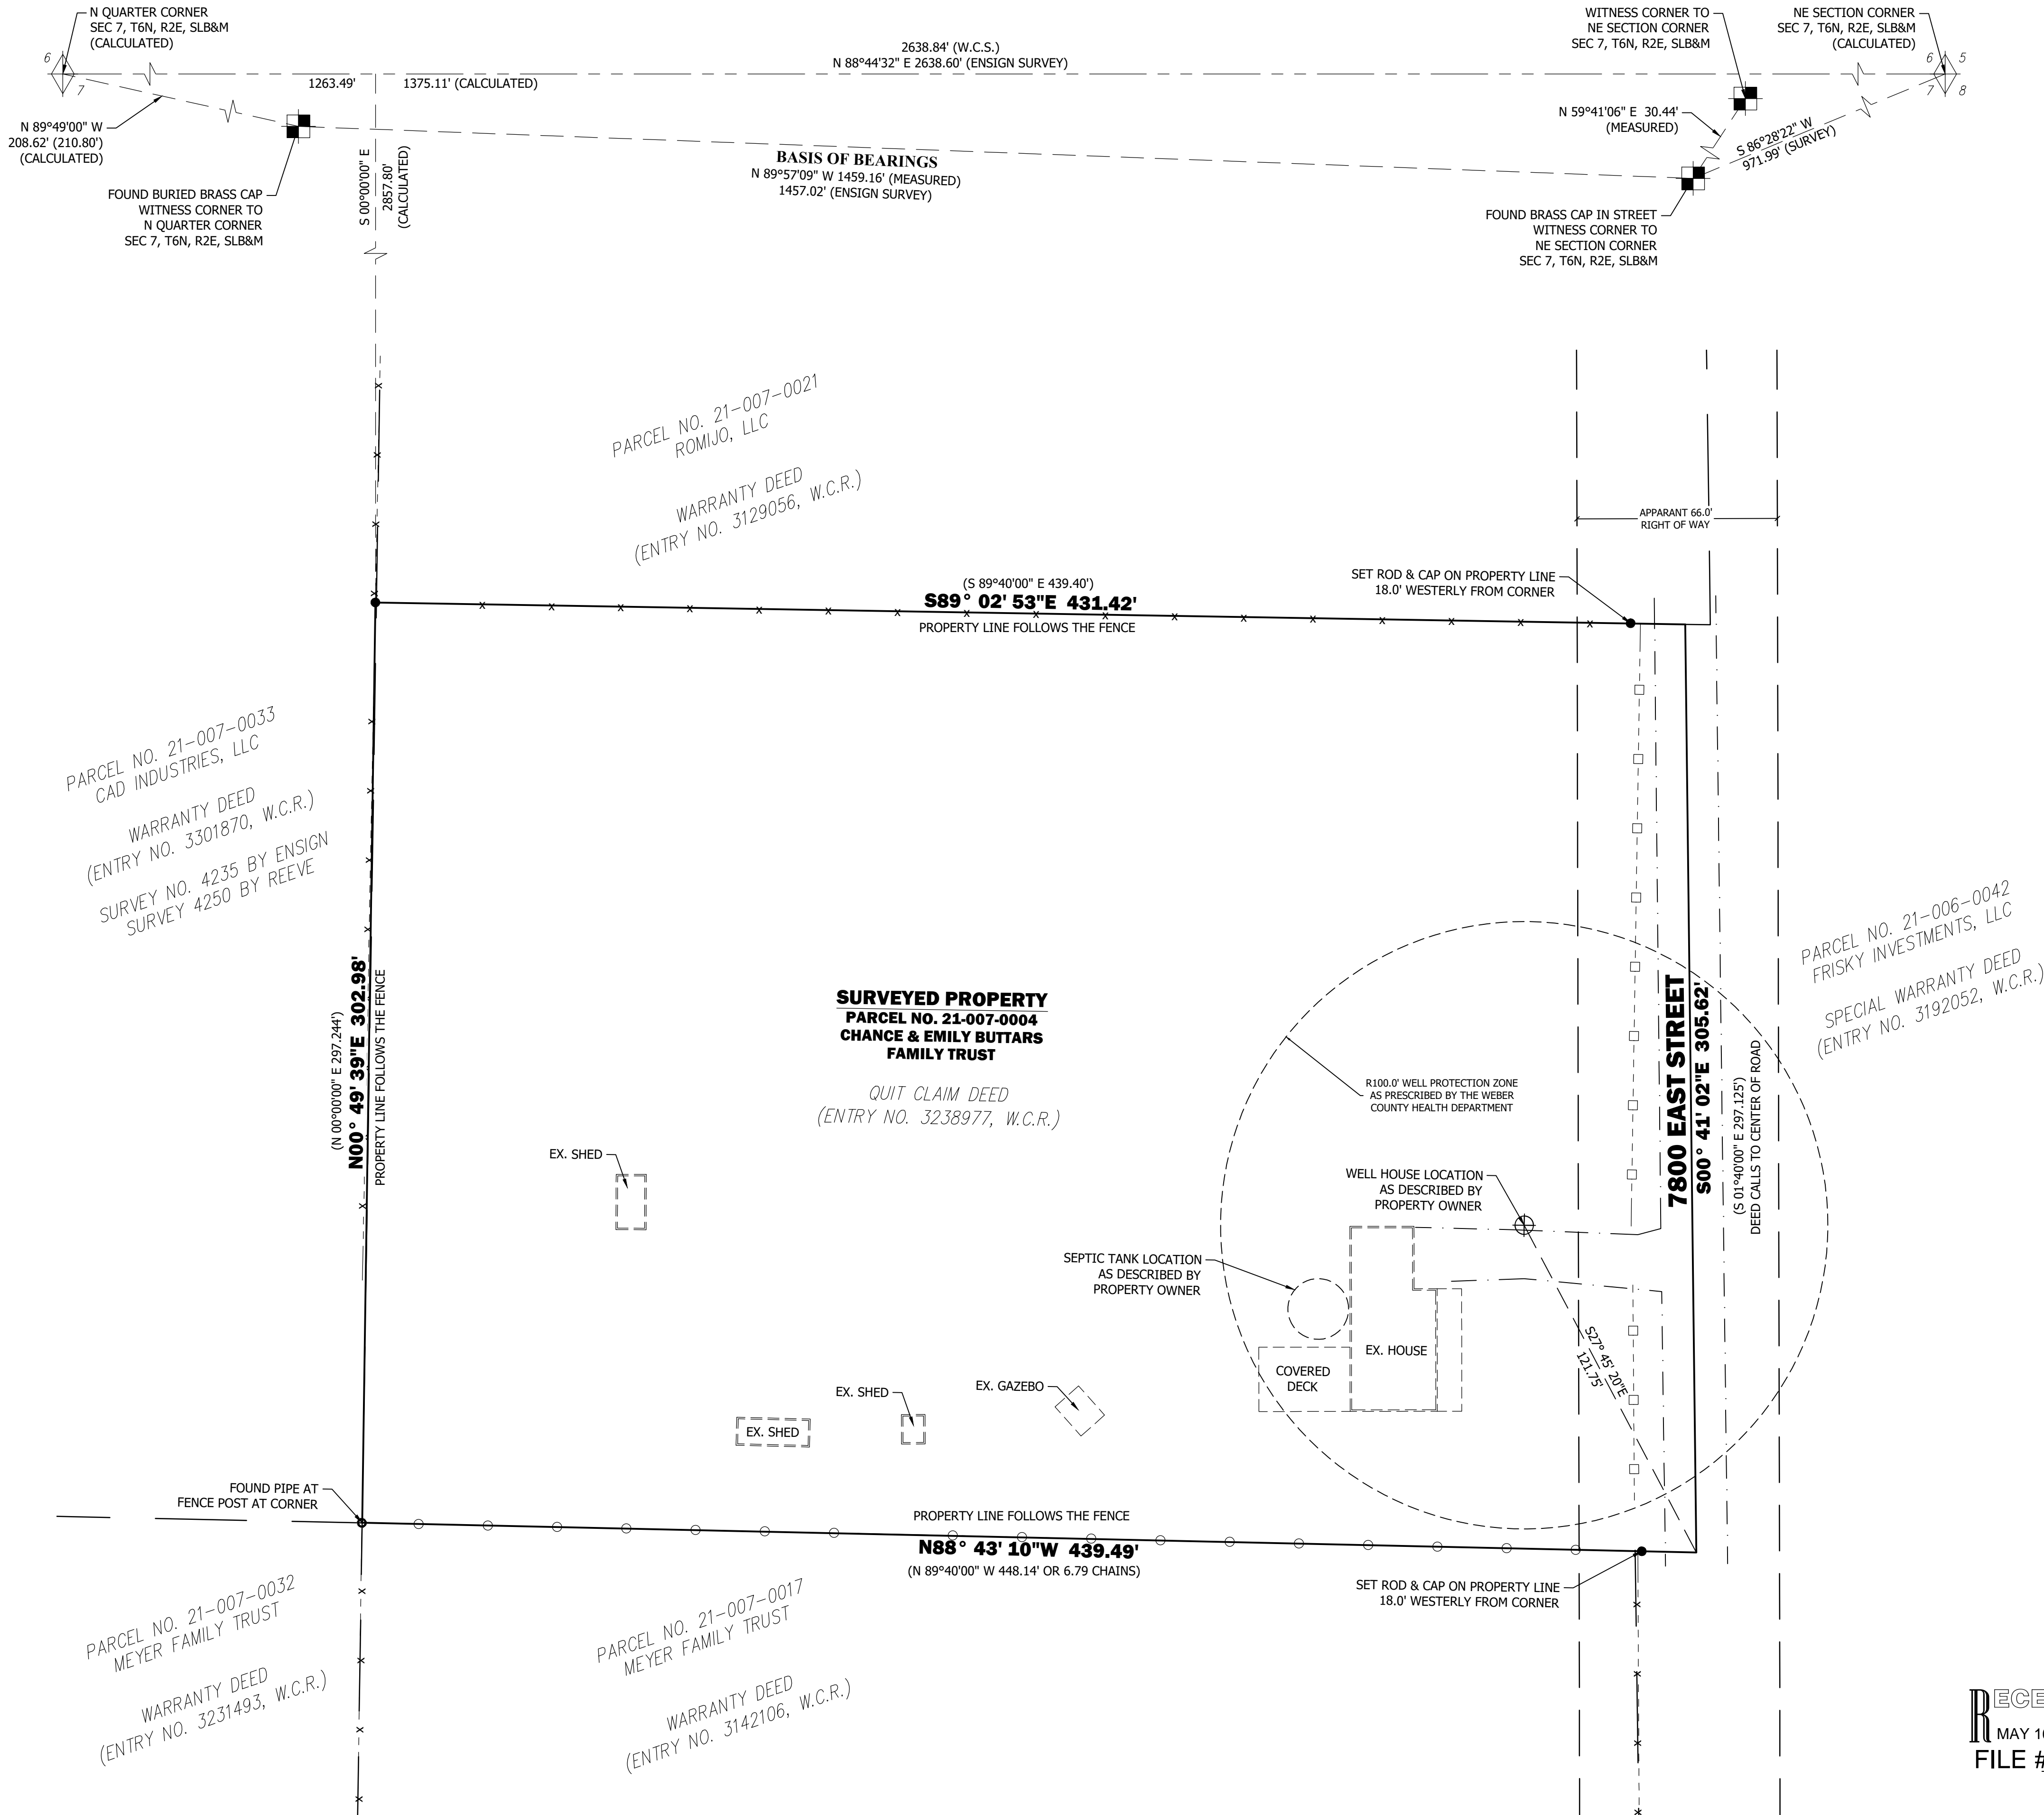 N QUARTER CORNER
SEC 7, T6N, R2E, SLB&M
(CALCULATED)
6
7
WITNESS CORNER TO
NE SECTION CORNER
SEC 7, T6N, R2E, SLB&M
NE SECTION CORNER
SEC 7, T6N, R2E, SLB&M
(CALCULATED)
6 5
7 8
2638.84' (W.C.S.)
N 88°44'32" E 2638.60' (ENSIGN SURVEY)
1263.49'
1375.11' (CALCULATED)
N 89°49'00" W
208.62' (210.80')
(CALCULATED)
N 59°41'06" E 30.44'
(MEASURED)
S 86°28'22" W
971.99' (SURVEY)
BASIS OF BEARINGS
N 89°57'09" W 1459.16' (MEASURED)
1457.02' (ENSIGN SURVEY)
S 00°00'00" E
2857.80'
(CALCULATED)
FOUND BURIED BRASS CAP
WITNESS CORNER TO
N QUARTER CORNER
SEC 7, T6N, R2E, SLB&M
FOUND BRASS CAP IN STREET
WITNESS CORNER TO
NE SECTION CORNER
SEC 7, T6N, R2E, SLB&M
PARCEL NO. 21-007-0021
ROMIJO, LLC
WARRANTY DEED
(ENTRY NO. 3129056, W.C.R.)
APPARANT 66.0'
RIGHT OF WAY
(S 89°40'00" E 439.40')
S89° 02' 53"E 431.42'
PROPERTY LINE FOLLOWS THE FENCE
SET ROD & CAP ON PROPERTY LINE
18.0' WESTERLY FROM CORNER
PARCEL NO. 21-007-0033
CAD INDUSTRIES, LLC
WARRANTY DEED
(ENTRY NO. 3301870, W.C.R.)
SURVEY NO. 4235 BY ENSIGN
SURVEY 4250 BY REEVE
(N 00°00'00" E 297.244')
N00° 49' 39"E 302.98'
PROPERTY LINE FOLLOWS THE FENCE
SURVEYED PROPERTY
PARCEL NO. 21-007-0004
CHANCE & EMILY BUTTARS
FAMILY TRUST
QUIT CLAIM DEED
(ENTRY NO. 3238977, W.C.R.)
R100.0' WELL PROTECTION ZONE
AS PRESCRIBED BY THE WEBER
COUNTY HEALTH DEPARTMENT
7800 EAST STREET
S00° 41' 02"E 305.62'
(S 01°40'00" E 297.125')
DEED CALLS TO CENTER OF ROAD
PARCEL NO. 21-006-0042
FRISKY INVESTMENTS, LLC
SPECIAL WARRANTY DEED
(ENTRY NO. 3192052, W.C.R.)
EX. SHED
WELL HOUSE LOCATION
AS DESCRIBED BY
PROPERTY OWNER
SEPTIC TANK LOCATION
AS DESCRIBED BY
PROPERTY OWNER
S27° 45' 20"E
121.75'
EX. HOUSE
COVERED
DECK
EX. SHED
EX. GAZEBO
EX. SHED
FOUND PIPE AT
FENCE POST AT CORNER
PROPERTY LINE FOLLOWS THE FENCE
N88° 43' 10"W 439.49'
(N 89°40'00" W 448.14' OR 6.79 CHAINS)
SET ROD & CAP ON PROPERTY LINE
18.0' WESTERLY FROM CORNER
PARCEL NO. 21-007-0032
MEYER FAMILY TRUST
WARRANTY DEED
(ENTRY NO. 3231493, W.C.R.)
PARCEL NO. 21-007-0017
MEYER FAMILY TRUST
WARRANTY DEED
(ENTRY NO. 3142106, W.C.R.)
MAY
FILE #